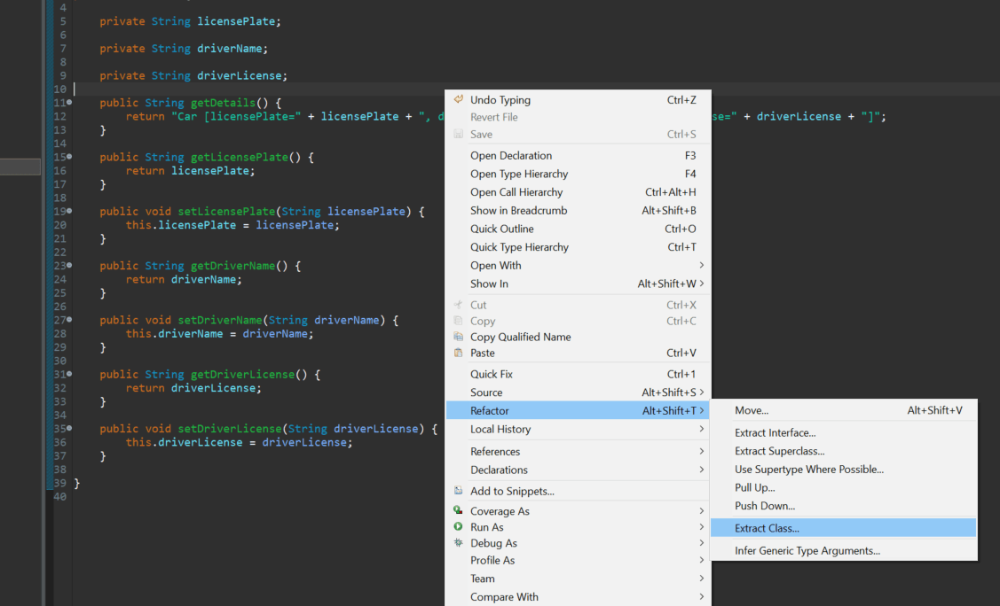 4
5 private String licensePlate;
6
7 private String driverName;
8
9 private String driverLicense;
10
11 public String getDetails() {
12 return "Car [licensePlate=" + licensePlate + ", d
se=" + driverLicense + "]";
13 }
14
15 public String getLicensePlate() {
16 return licensePlate;
17 }
18
19 public void setLicensePlate(String licensePlate) {
20 this.licensePlate = licensePlate;
21 }
22
23 public String getDriverName() {
24 return driverName;
25 }
26
27 public void setDriverName(String driverName) {
28 this.driverName = driverName;
29 }
30
31 public String getDriverLicense() {
32 return driverLicense;
33 }
34
35 public void setDriverLicense(String driverLicense) {
36 this.driverLicense = driverLicense;
37 }
38
39 }
40
Undo Typing Ctrl+Z
Revert File
Save Ctrl+S
Open Declaration F3
Open Type Hierarchy F4
Open Call Hierarchy Ctrl+Alt+H
Show in Breadcrumb Alt+Shift+B
Quick Outline Ctrl+O
Quick Type Hierarchy Ctrl+T
Open With >
Show In Alt+Shift+W >
Cut Ctrl+X
Copy Ctrl+C
Copy Qualified Name
Paste Ctrl+V
Quick Fix Ctrl+1
Source Alt+Shift+S >
Refactor Alt+Shift+T >
Local History >
References >
Declarations >
Add to Snippets...
Coverage As >
Run As >
Debug As >
Profile As >
Team >
Compare With >
Move... Alt+Shift+V
Extract Interface...
Extract Superclass...
Use Supertype Where Possible...
Pull Up...
Push Down...
Extract Class...
Infer Generic Type Arguments...